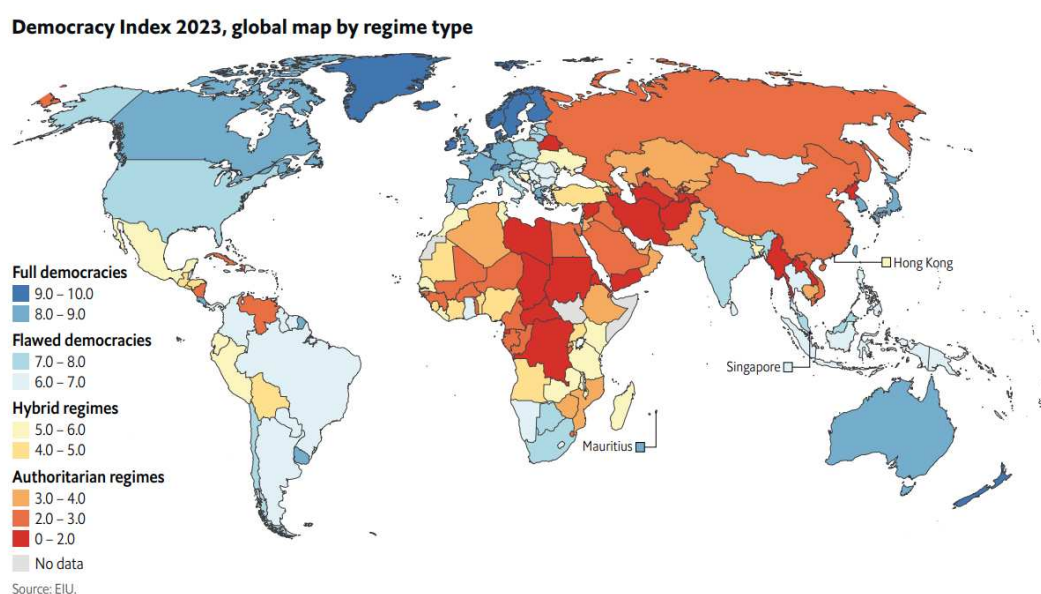 Democracy Index 2023, global map by regime type
Full democracies
9.0 – 10.0
8.0 – 9.0
Flawed democracies
7.0 – 8.0
6.0 – 7.0
Hybrid regimes
5.0 – 6.0
4.0 – 5.0
Authoritarian regimes
3.0 – 4.0
2.0 – 3.0
0 – 2.0
No data
Hong Kong
Singapore
Mauritius
Source: EIU.